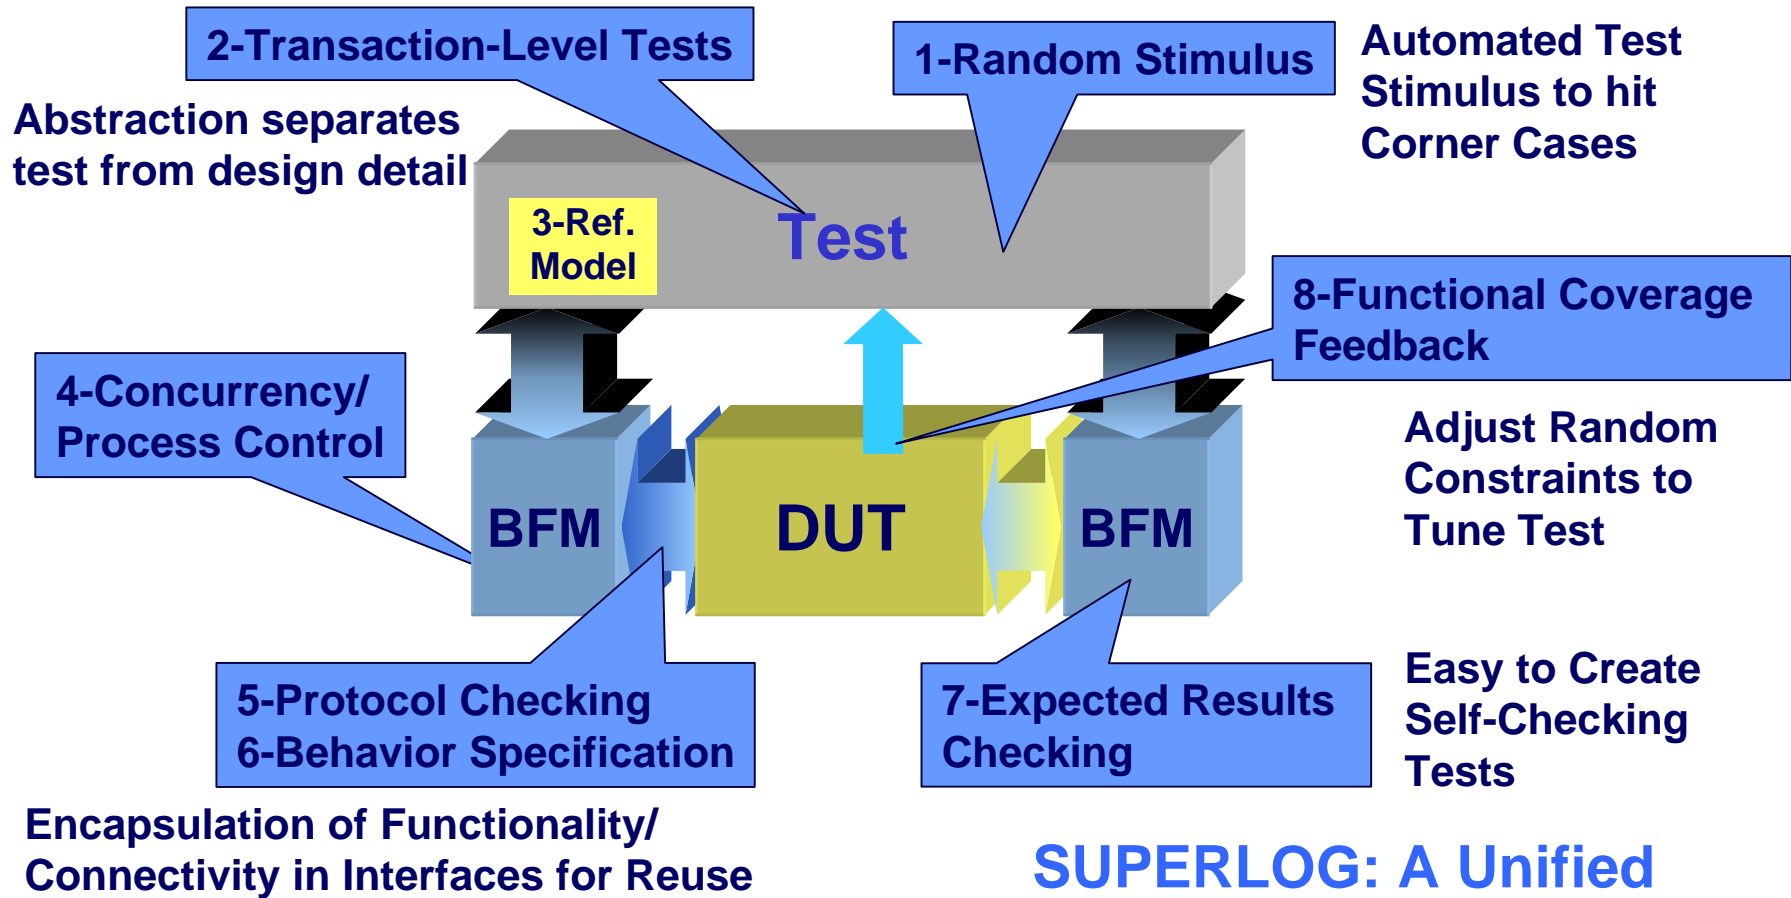 2-Transaction-Level Tests
1-Random Stimulus
Automated Test
Stimulus to hit
Corner Cases
Abstraction separates
test from design detail
3-Ref.
Model
Test
8-Functional Coverage
Feedback
4-Concurrency/
Process Control
Adjust Random
Constraints to
Tune Test
BFM
DUT
BFM
5-Protocol Checking
6-Behavior Specification
7-Expected Results
Checking
Easy to Create
Self-Checking
Tests
Encapsulation of Functionality/
Connectivity in Interfaces for Reuse
SUPERLOG: A Unified